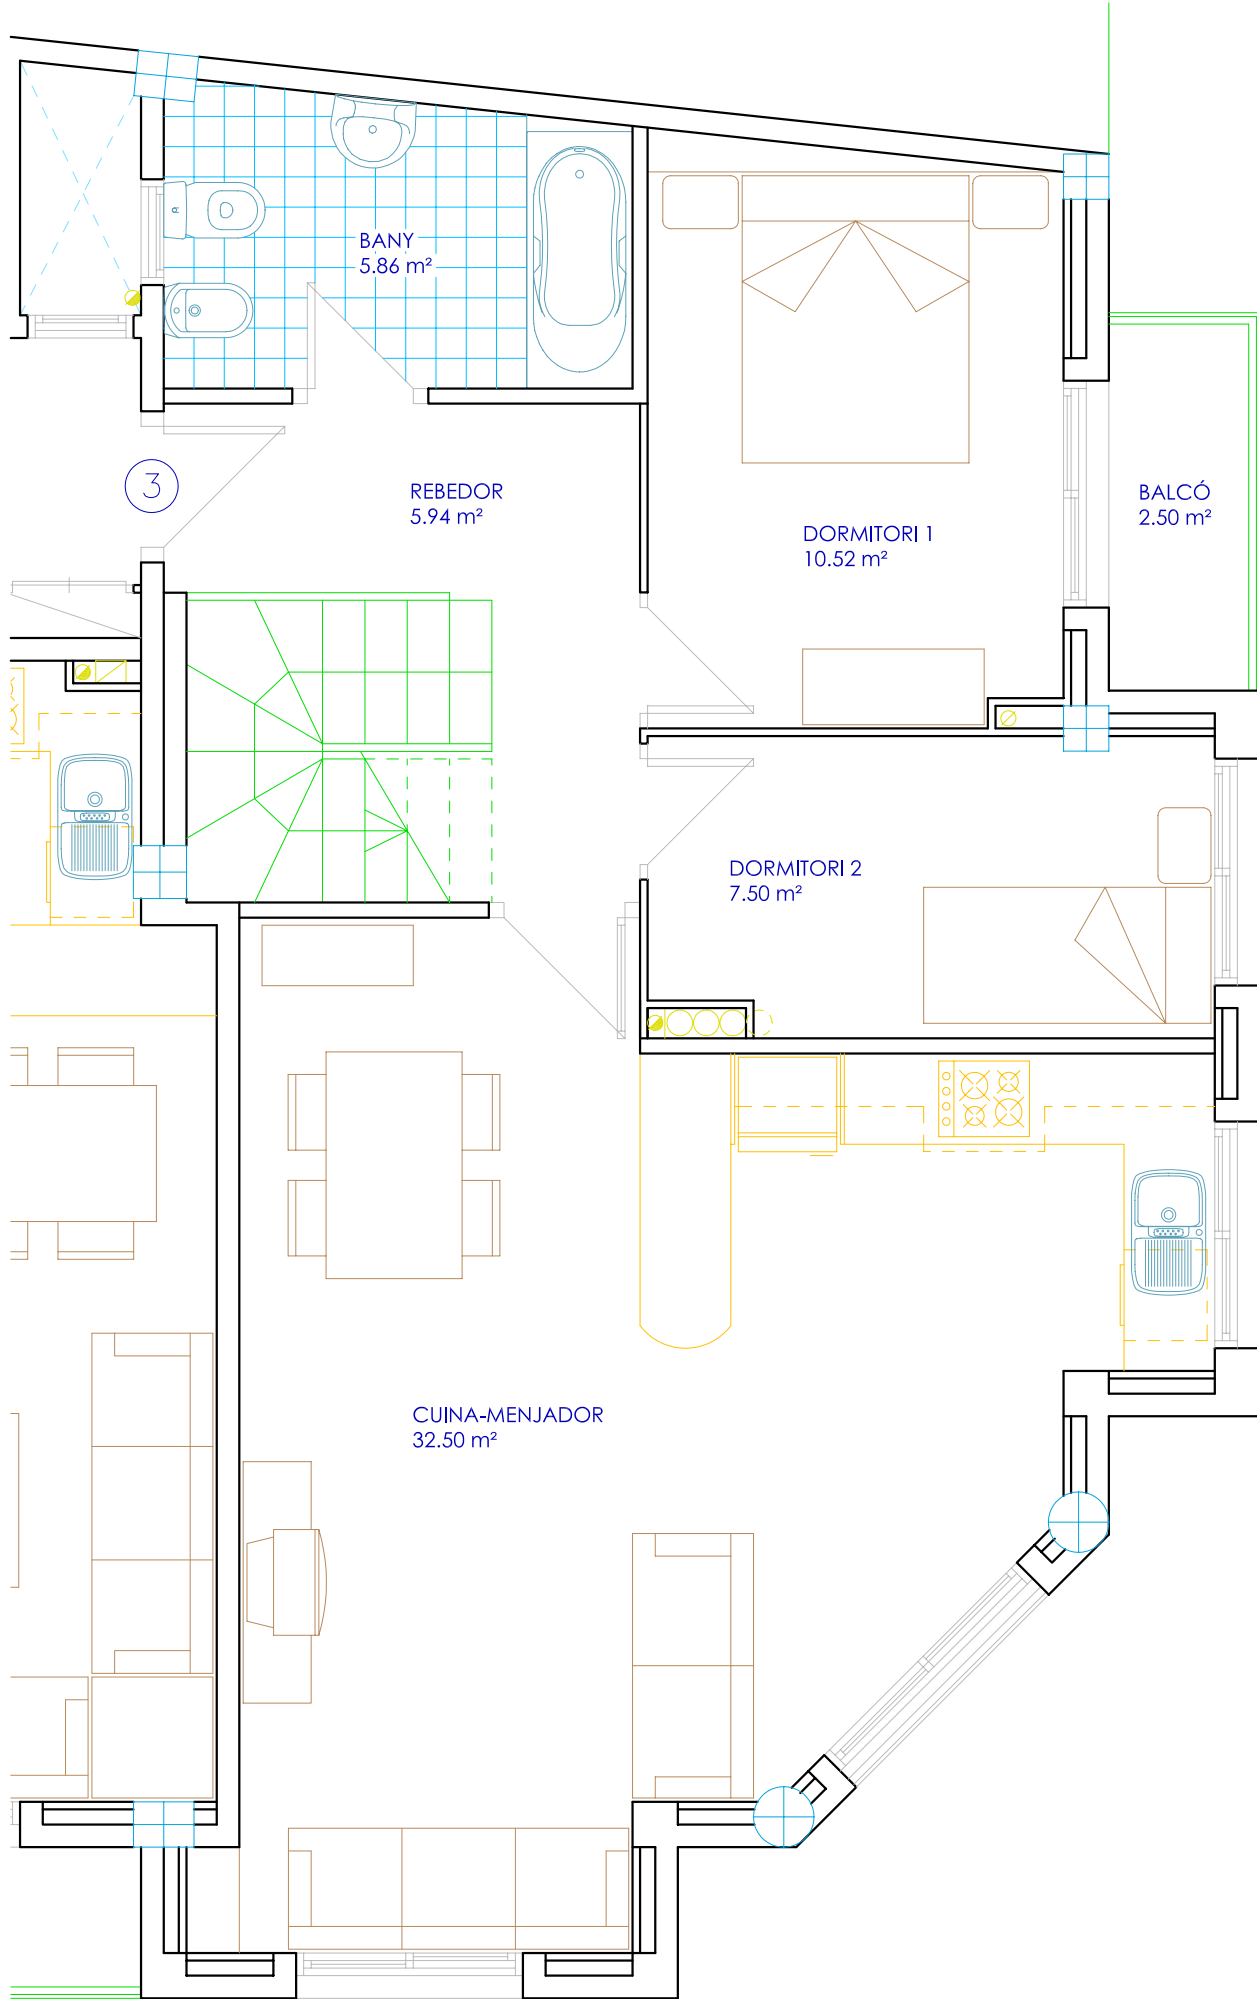 BANY
5.86 m²
3
REBEDOR
5.94 m²
DORMITORI 1
10.52 m²
BALCÓ
2.50 m²
DORMITORI 2
7.50 m²
CUINA-MENJADOR
32.50 m²